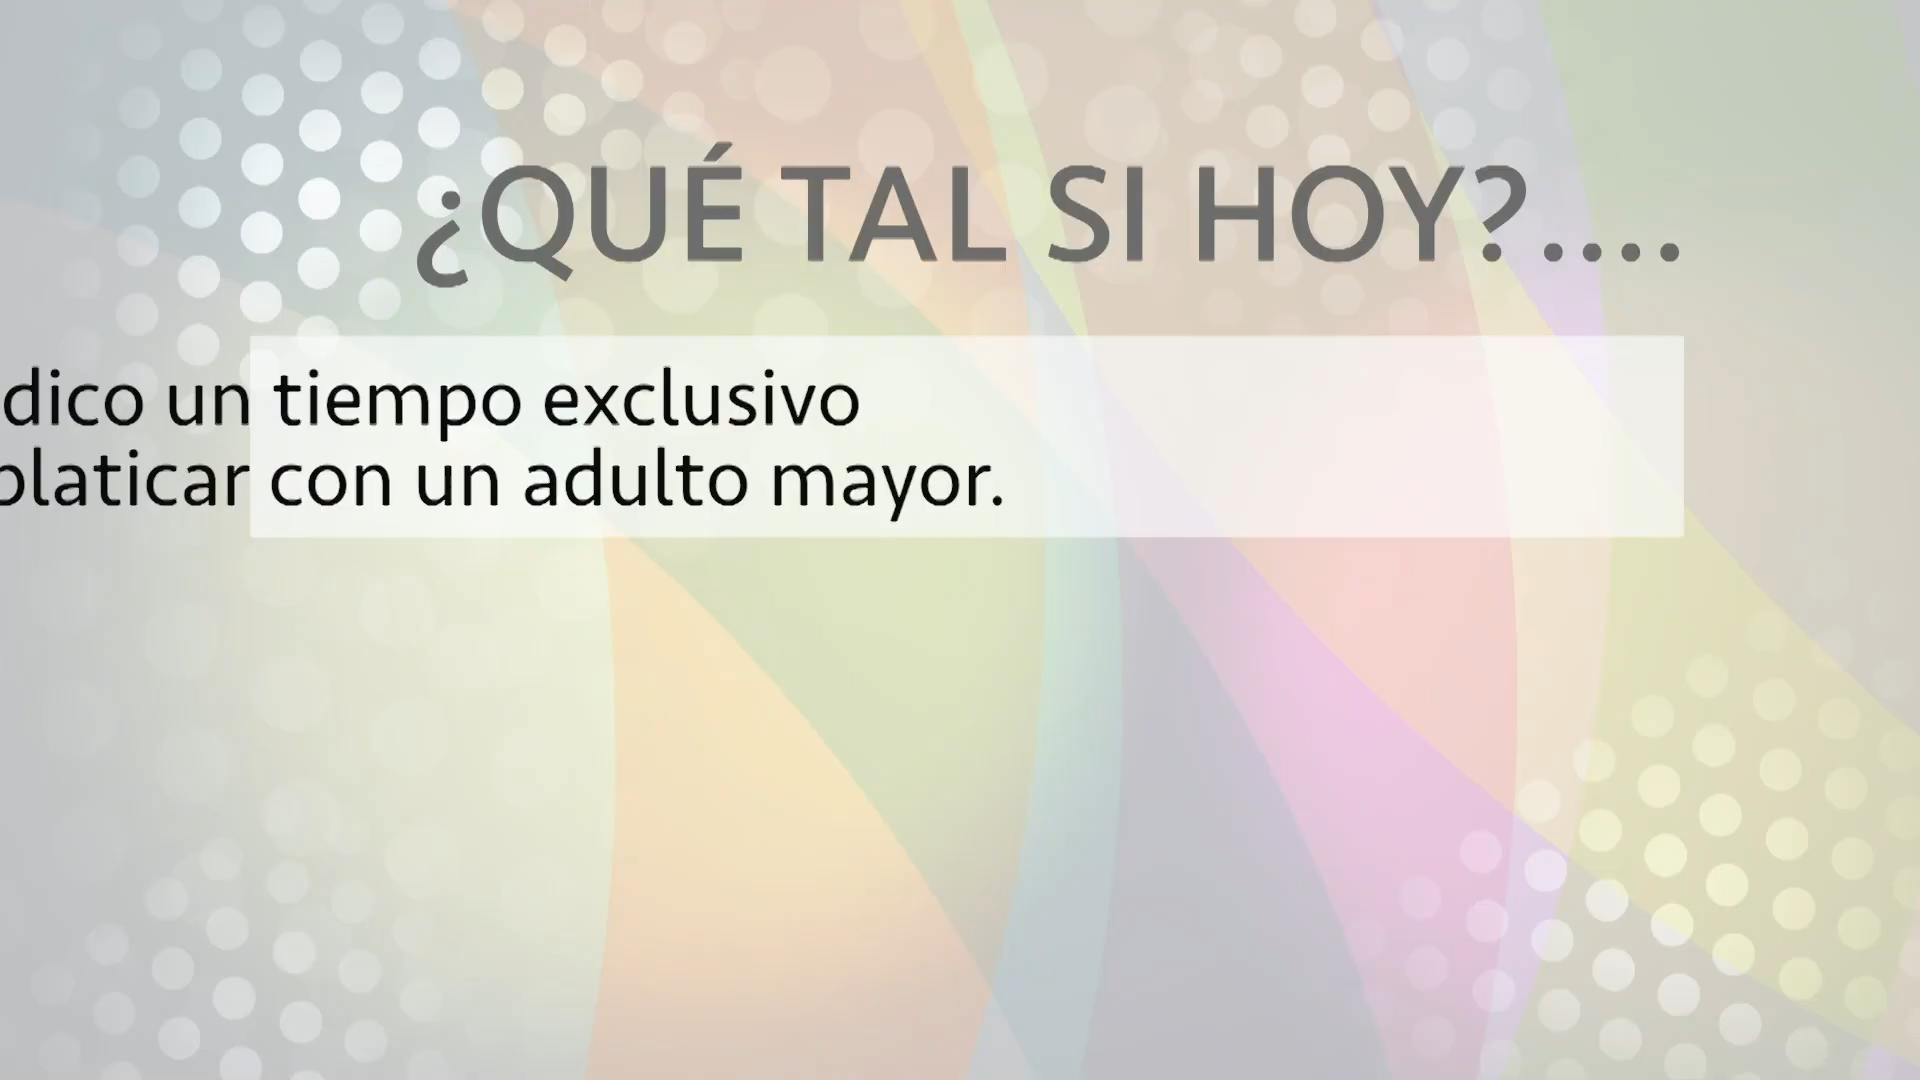 ¿QUÉ TAL SI HOY?....
dico un tiempo exclusivo
platicar con un adulto mayor.